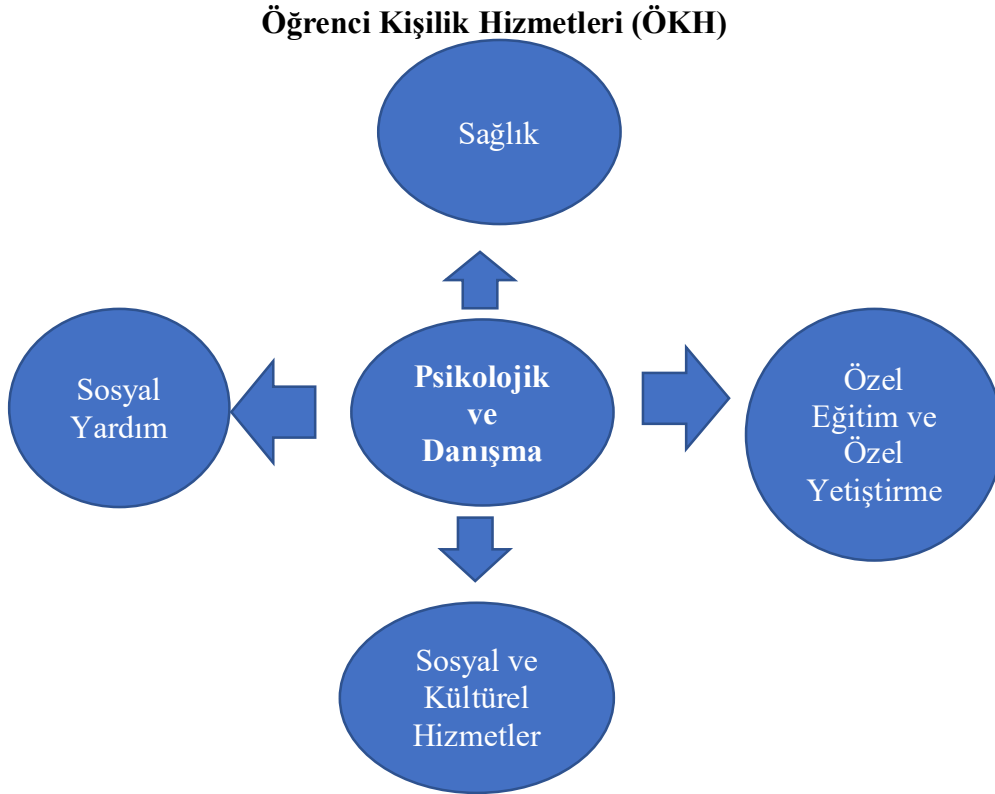 Öğrenci Kişilik Hizmetleri (ÖKH)
Sağlık
Sosyal
Yardım
Psikolojik
ve
Danışma
Özel
Eğitim ve
Özel
Yetiştirme
Sosyal ve
Kültürel
Hizmetler